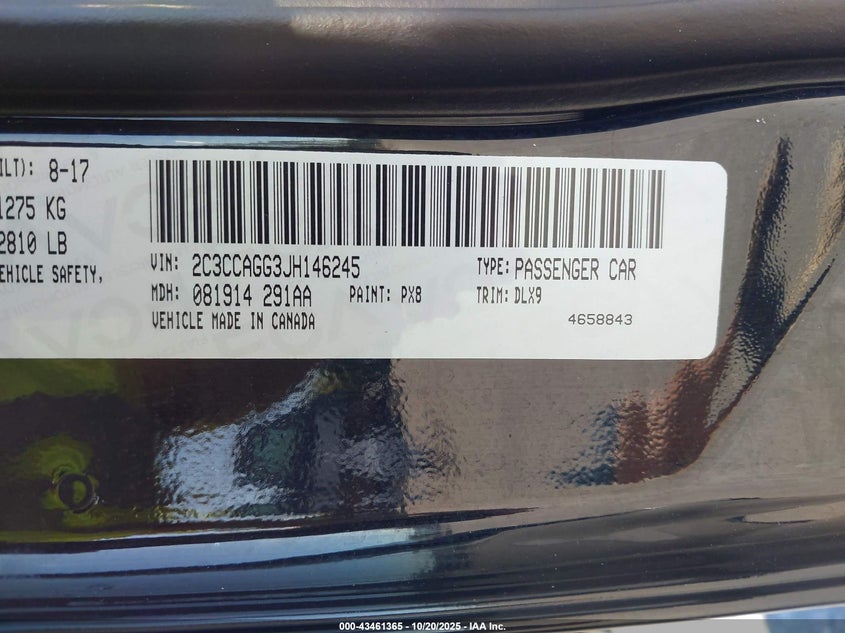 ILT): 8-17
1275 KG
2810 LB
EHICLE SAFETY,
VIN: 2C3CCAGG3JH146245
TYPE: PASSENGER CAR
MDH: 081914 291AA
PAINT: PX8
TRIM: DLX9
VEHICLE MADE IN CANADA
4658843
000-43461365 - 10/20/2025 - IAA Inc.